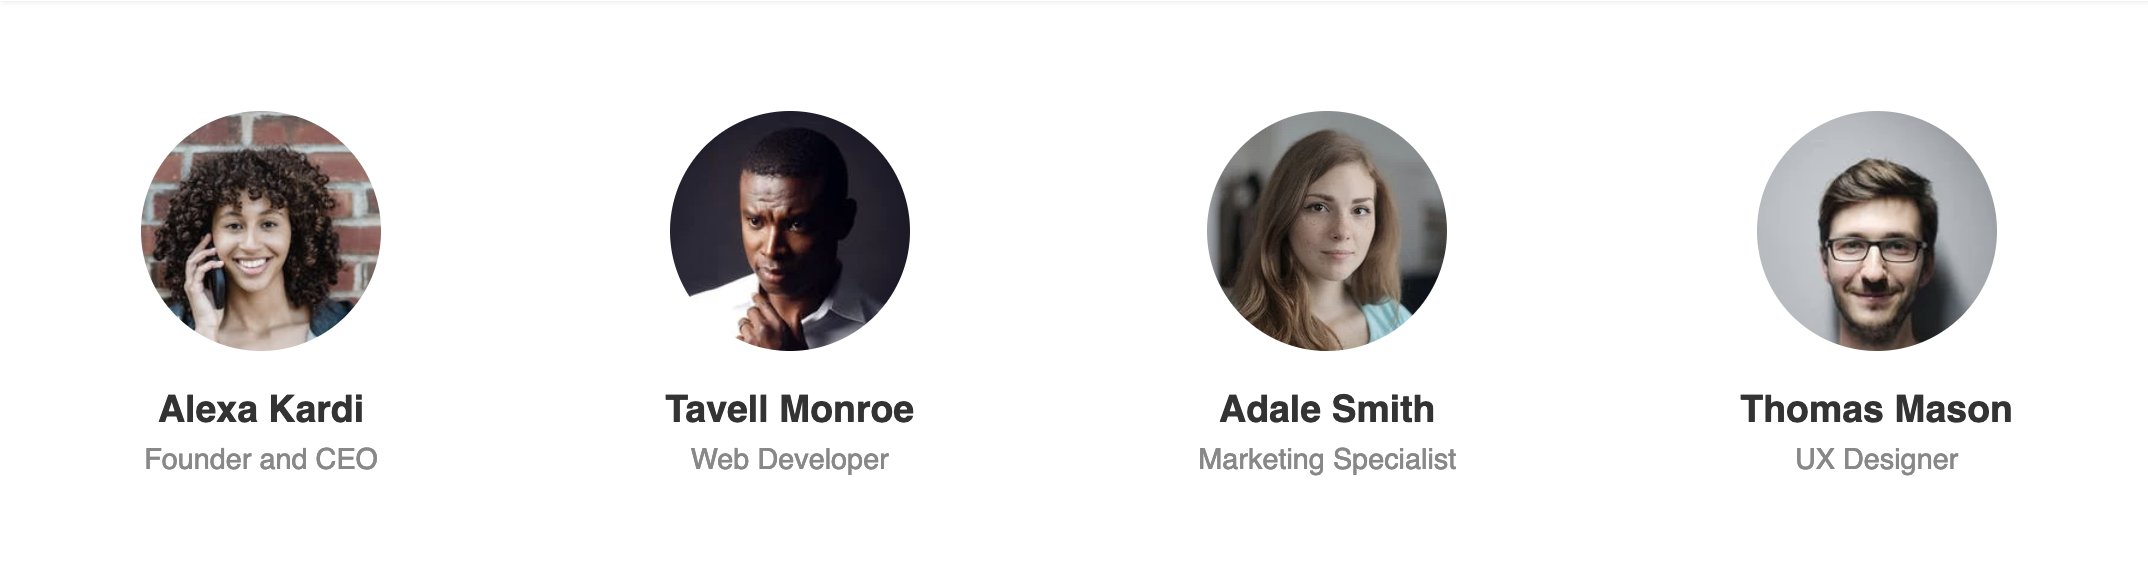 Alexa Kardi
Founder and CEO
Tavell Monroe
Web Developer
Adale Smith
Marketing Specialist
Thomas Mason
UX Designer